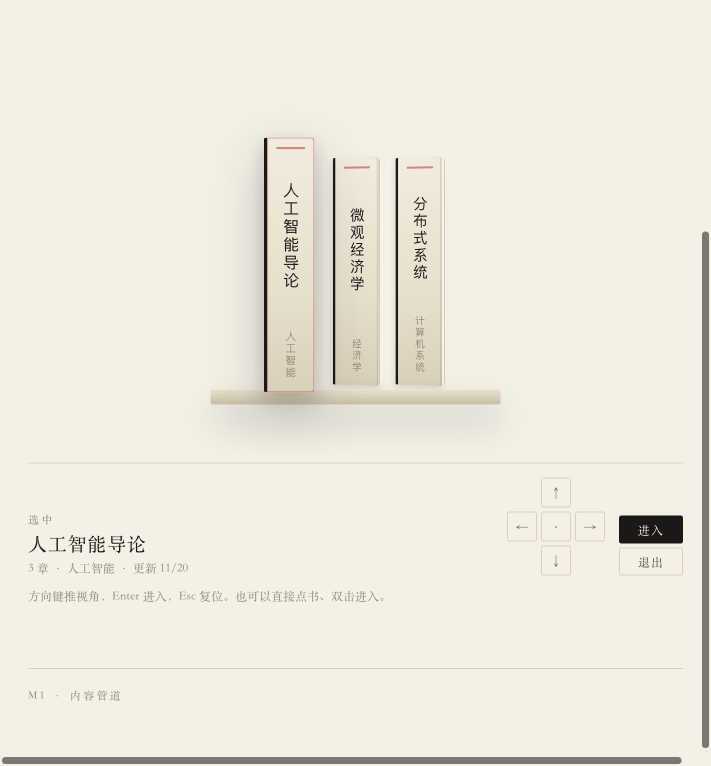 人工智能导论
人工智能
微观经济学
经济学
分布式系统
计算机系统
选中
人工智能导论
3 章 · 人工智能 · 更新 11/20
方向键推视角，Enter 进入，Esc 复位。也可以直接点书、双击进入。
↑
← · →
↓
进入
退出
M1 · 内容管道